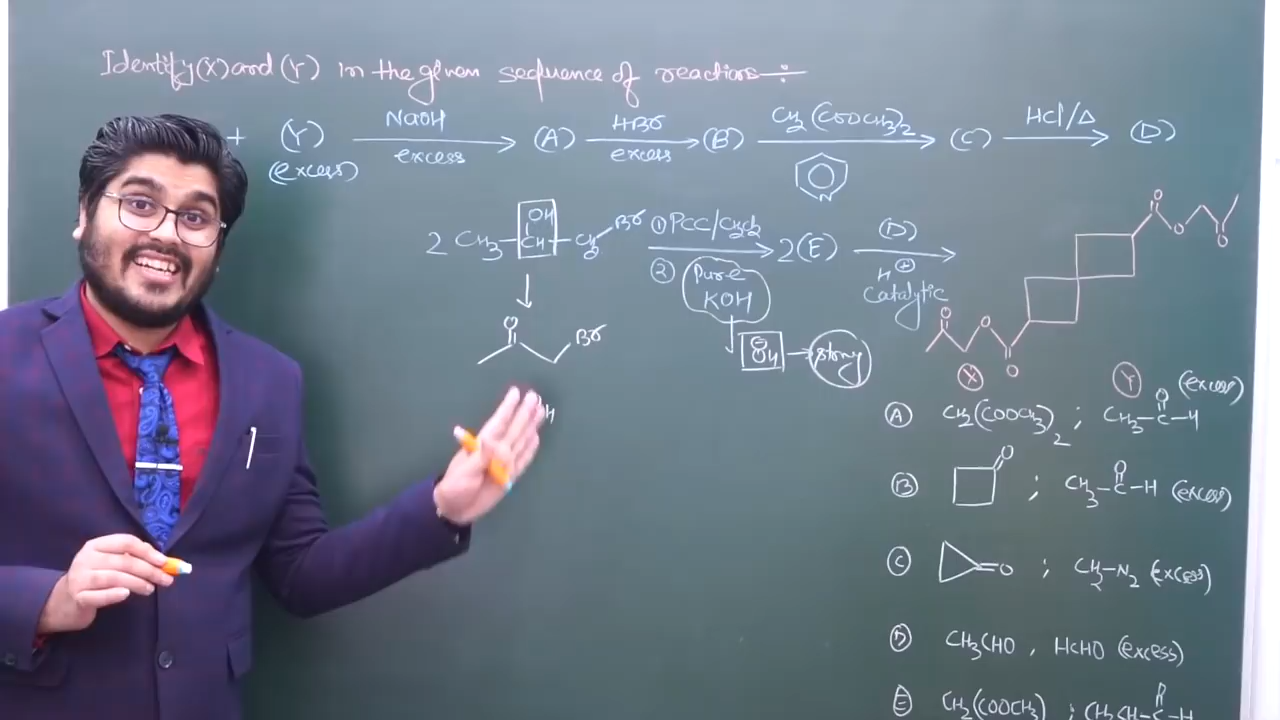 Identify (X) and (Y) in the given sequence of reactions :-
+ (Y) (excess) NaOH excess (A) HBr excess (B) CH2(COOCH3)2 N (C) HCl/Δ (D)
2 CH3-CH-CH2 OH Br ① PCC/CH2Cl2 ② Pure KOH 2(E) (D) H⊕ Catalytic
O Br
⊖OH → strong
O O O O
O O O O
Ⓧ Ⓨ (excess)
Ⓐ CH2(COOCH3)2 ; CH3-C-H O
Ⓑ O ; CH3-C-H O (excess)
Ⓒ =O ; CH2-N2 (excess)
Ⓓ CH3CHO , HCHO (excess)
Ⓔ CH2(COOCH3)